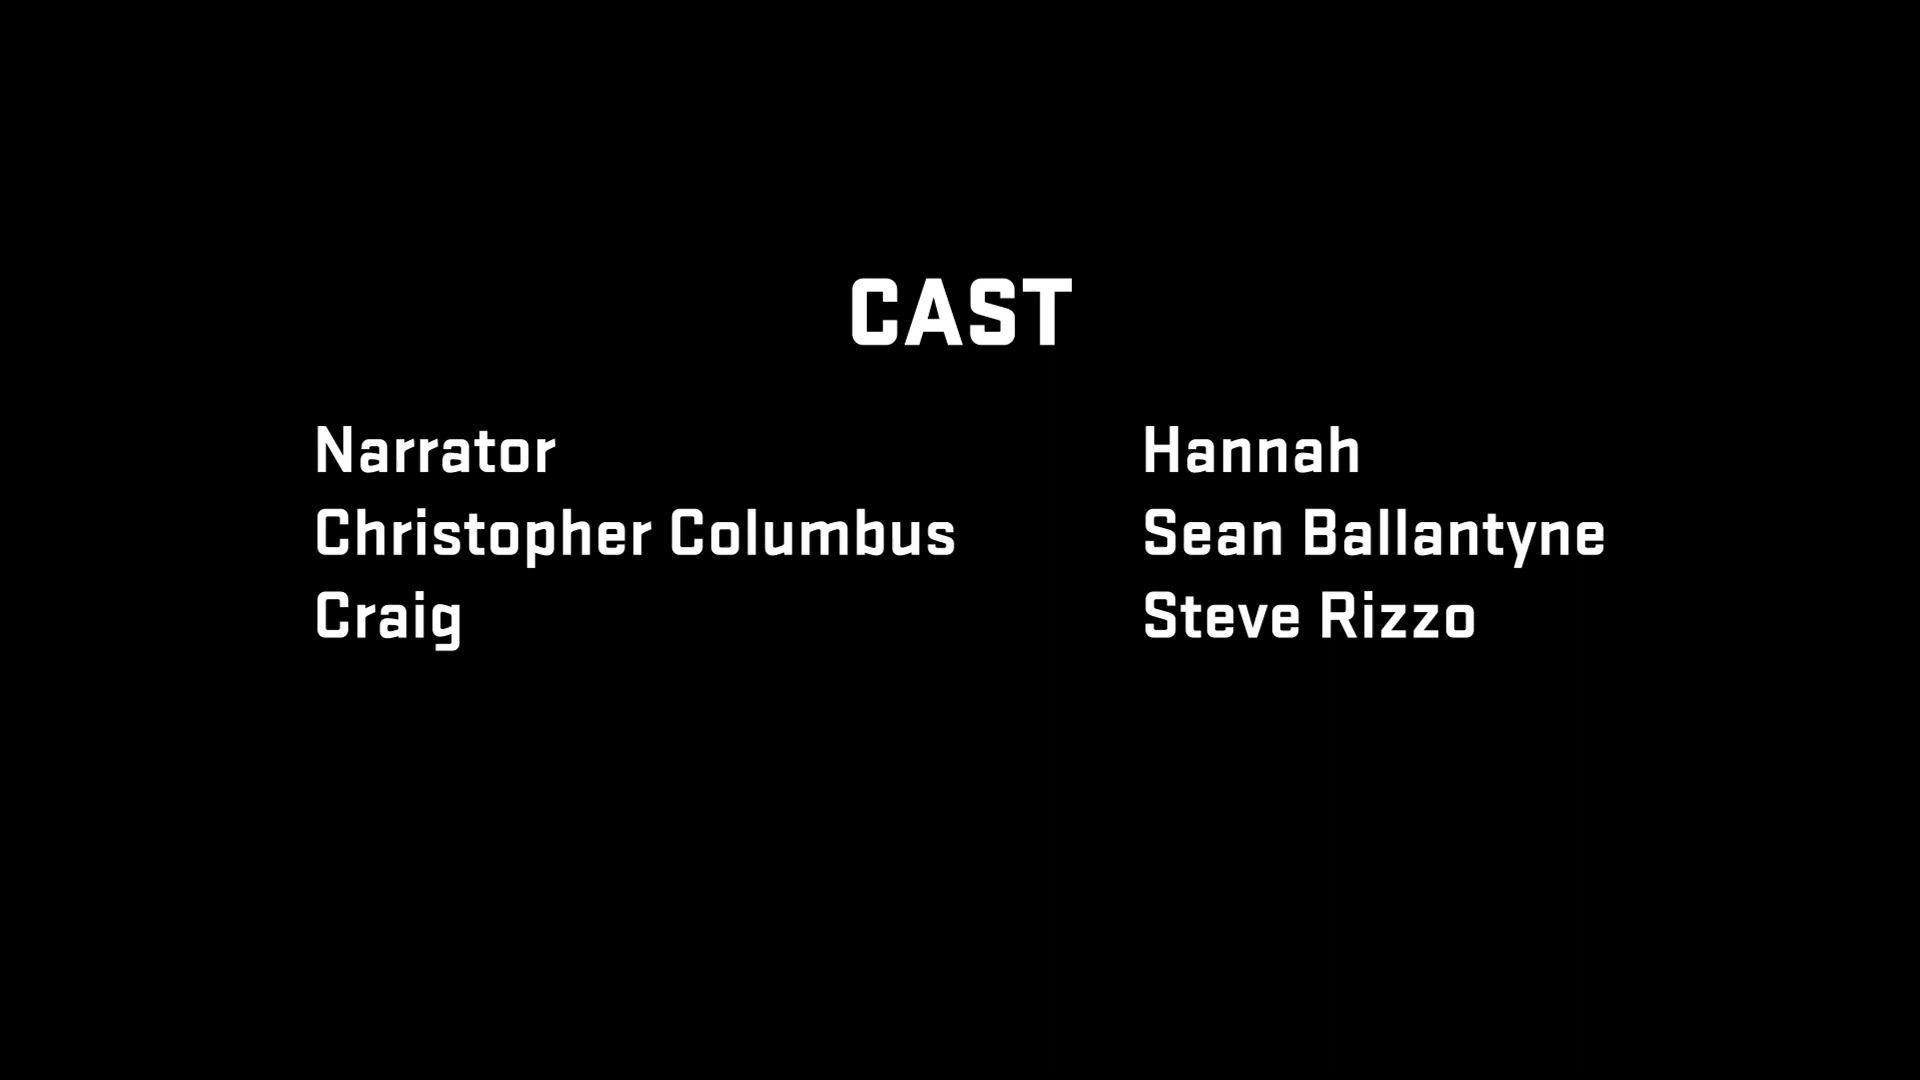 CAST
Narrator Hannah
Christopher Columbus Sean Ballantyne
Craig Steve Rizzo